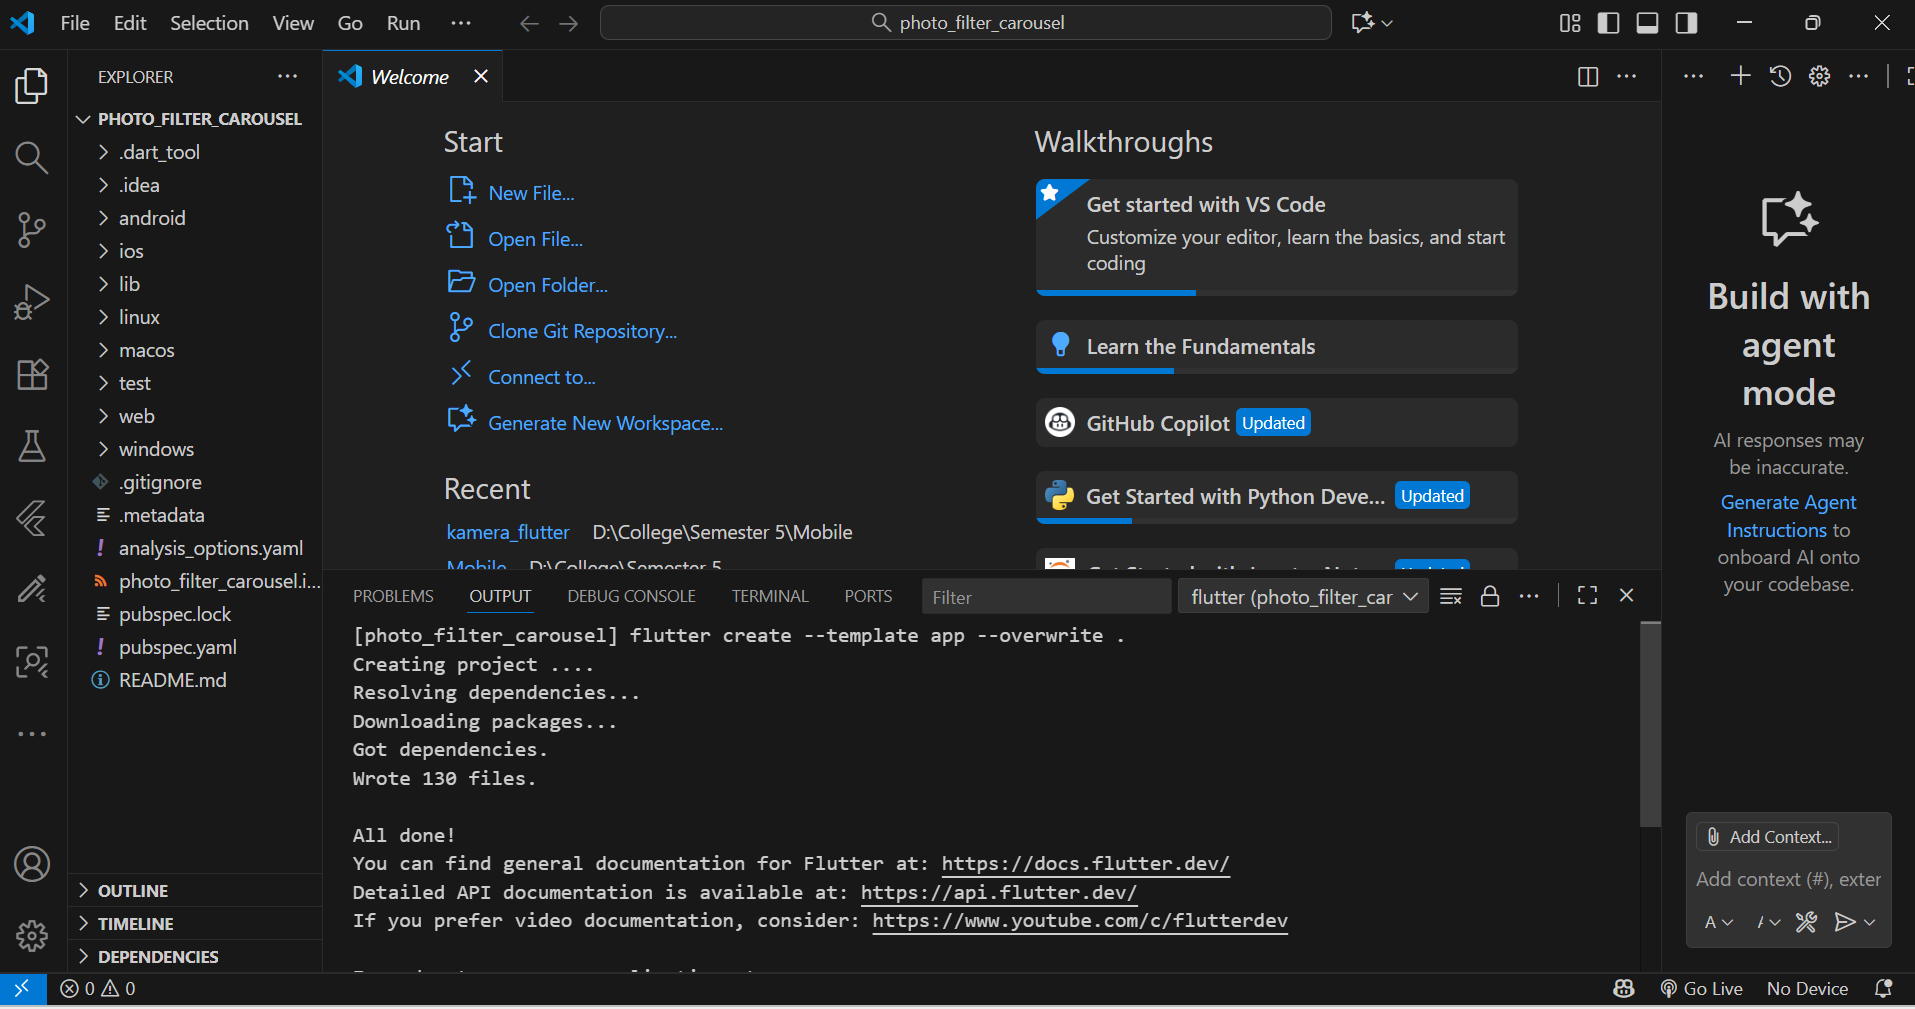 File Edit Selection View Go Run ···
photo_filter_carousel
EXPLORER
PHOTO_FILTER_CAROUSEL
.dart_tool
.idea
android
ios
lib
linux
macos
test
web
windows
.gitignore
.metadata
analysis_options.yaml
photo_filter_carousel.i...
pubspec.lock
pubspec.yaml
README.md
OUTLINE
TIMELINE
DEPENDENCIES
Welcome
Start
New File...
Open File...
Open Folder...
Clone Git Repository...
Connect to...
Generate New Workspace...
Recent
kamera_flutter D:\College\Semester 5\Mobile
Mobile D:\College\Semester 5
Walkthroughs
Get started with VS Code
Customize your editor, learn the basics, and start
coding
Learn the Fundamentals
GitHub Copilot Updated
Get Started with Python Deve... Updated
PROBLEMS OUTPUT DEBUG CONSOLE TERMINAL PORTS
Filter
flutter (photo_filter_car
[photo_filter_carousel] flutter create --template app --overwrite .
Creating project ....
Resolving dependencies...
Downloading packages...
Got dependencies.
Wrote 130 files.
All done!
You can find general documentation for Flutter at: https://docs.flutter.dev/
Detailed API documentation is available at: https://api.flutter.dev/
If you prefer video documentation, consider: https://www.youtube.com/c/flutterdev
Build with
agent
mode
AI responses may
be inaccurate.
Generate Agent
Instructions to
onboard AI onto
your codebase.
Add Context...
Add context (#), exter
A
0 0
Go Live
No Device